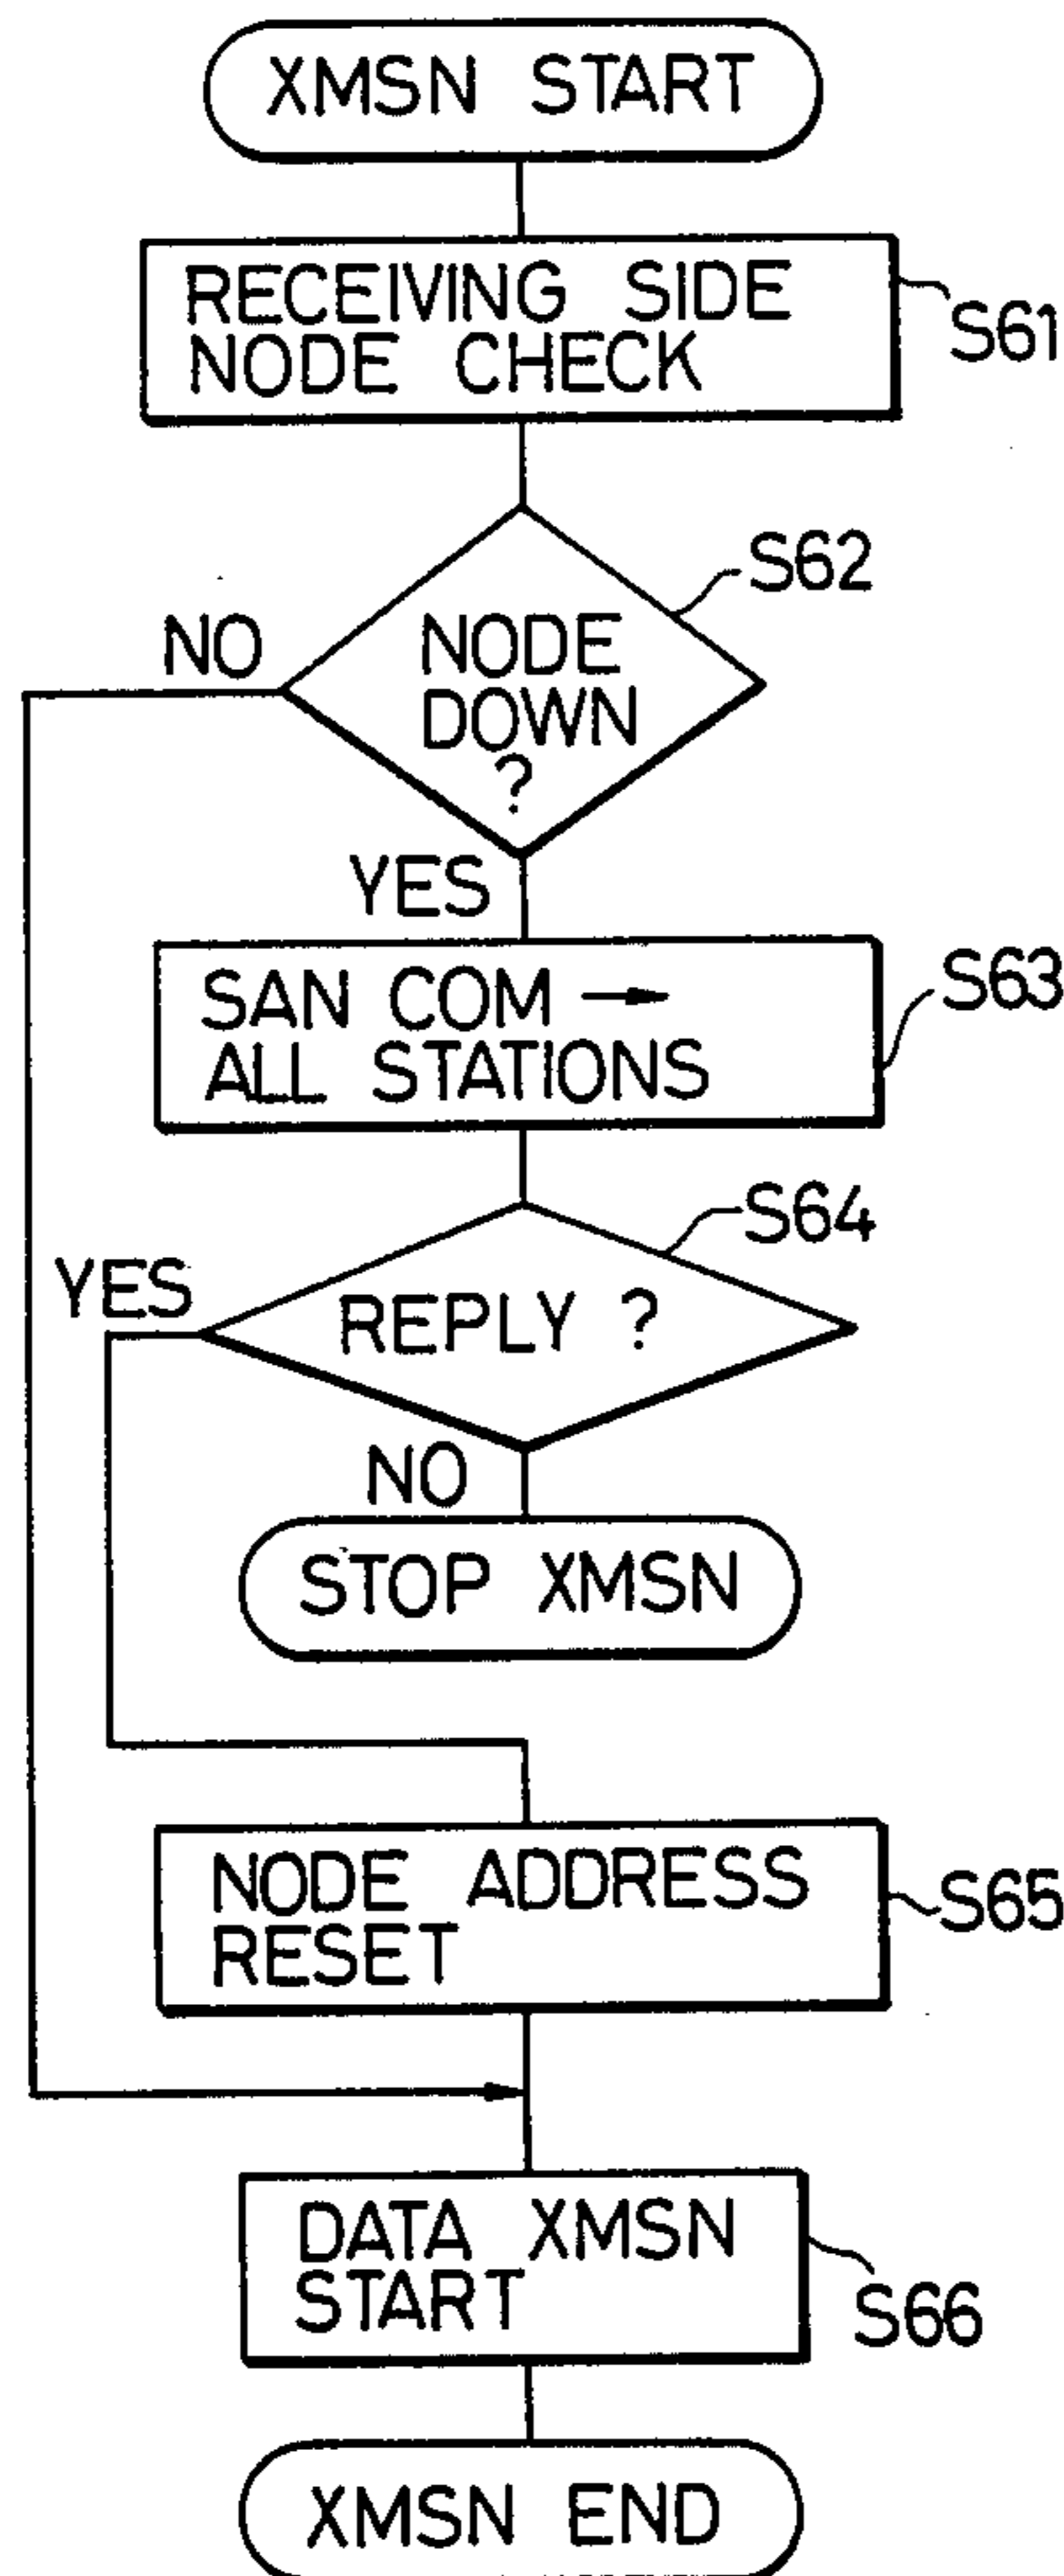 XMSN START
RECEIVING SIDE
NODE CHECK
S61
S62
NO
NODE
DOWN
?
YES
SAN COM →
ALL STATIONS
S63
S64
YES
REPLY ?
NO
STOP XMSN
NODE ADDRESS
RESET
S65
DATA XMSN
START
S66
XMSN END